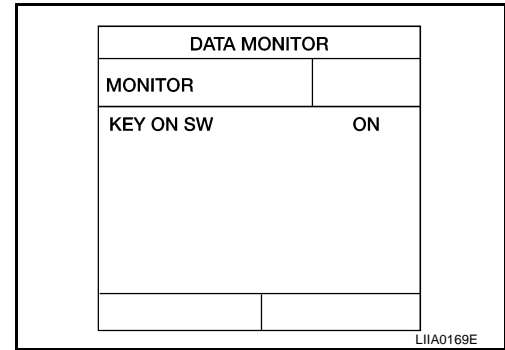 DATA MONITOR
MONITOR
KEY ON SW ON
LIIA0169E